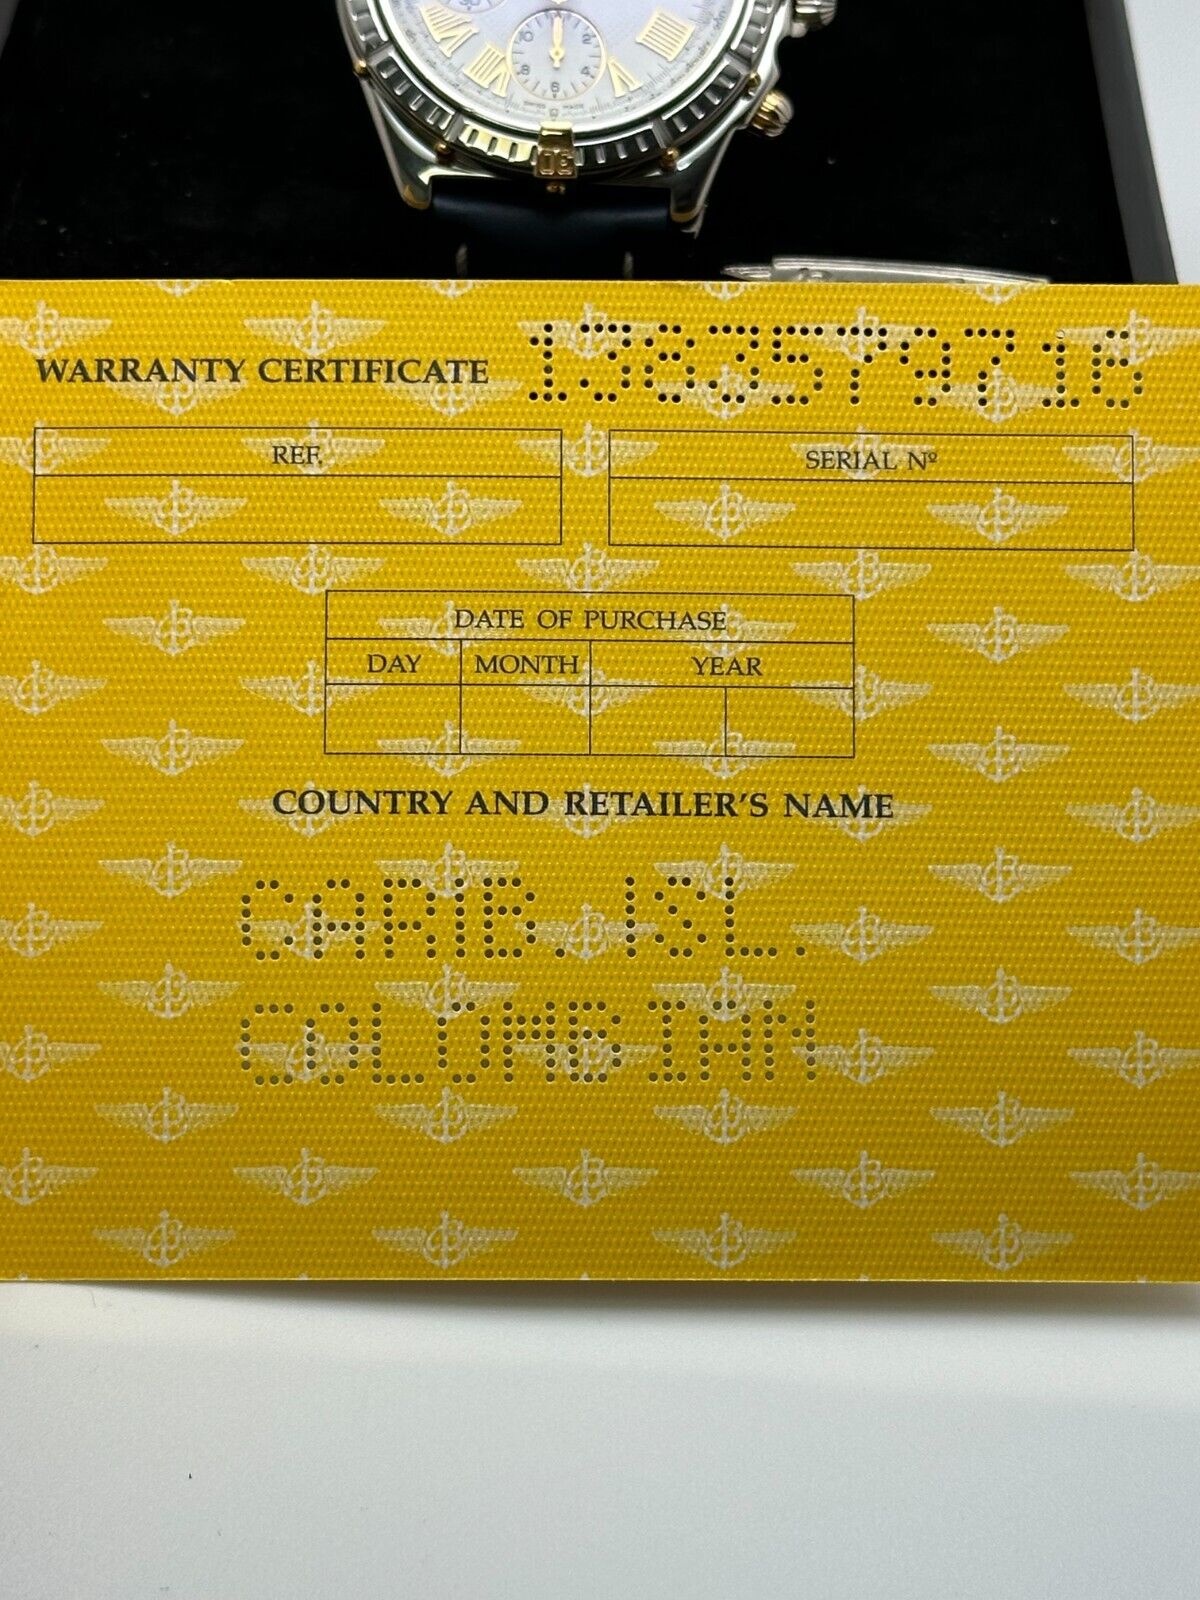 WARRANTY CERTIFICATE 1383579716
REF.
SERIAL Nº
DATE OF PURCHASE
DAY MONTH YEAR
COUNTRY AND RETAILER'S NAME
CARIB.ISL.
COLOMBIAN